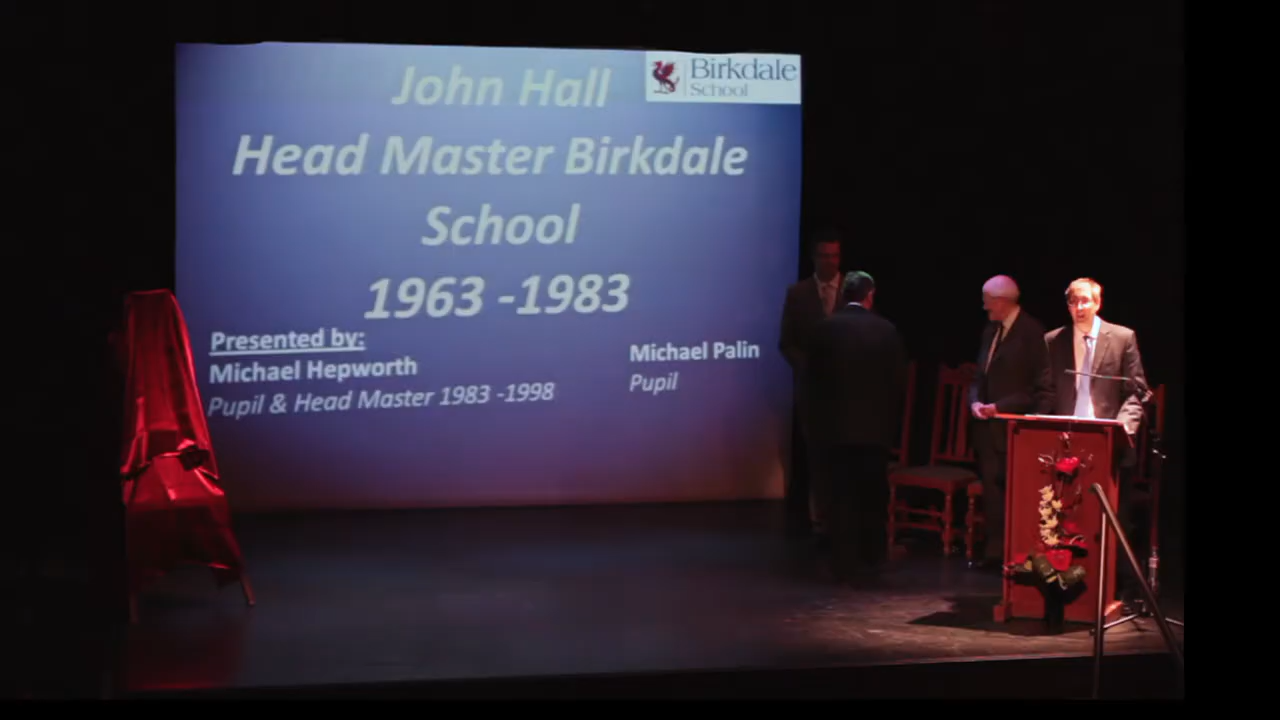 John Hall
Birkdale
School
Head Master Birkdale
School
1963 -1983
Presented by:
Michael Hepworth
Pupil & Head Master 1983 -1998
Michael Palin
Pupil